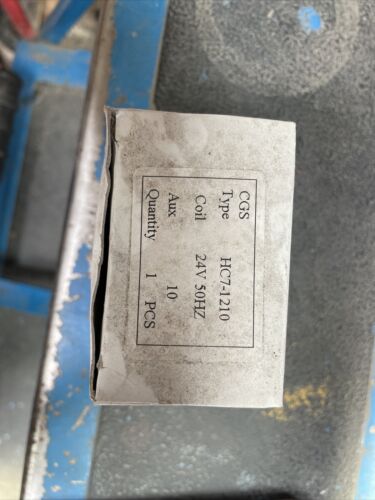 CGS
Type HC7-1210
Coil 24V 50HZ
Aux 10
Quantity 1 PCS